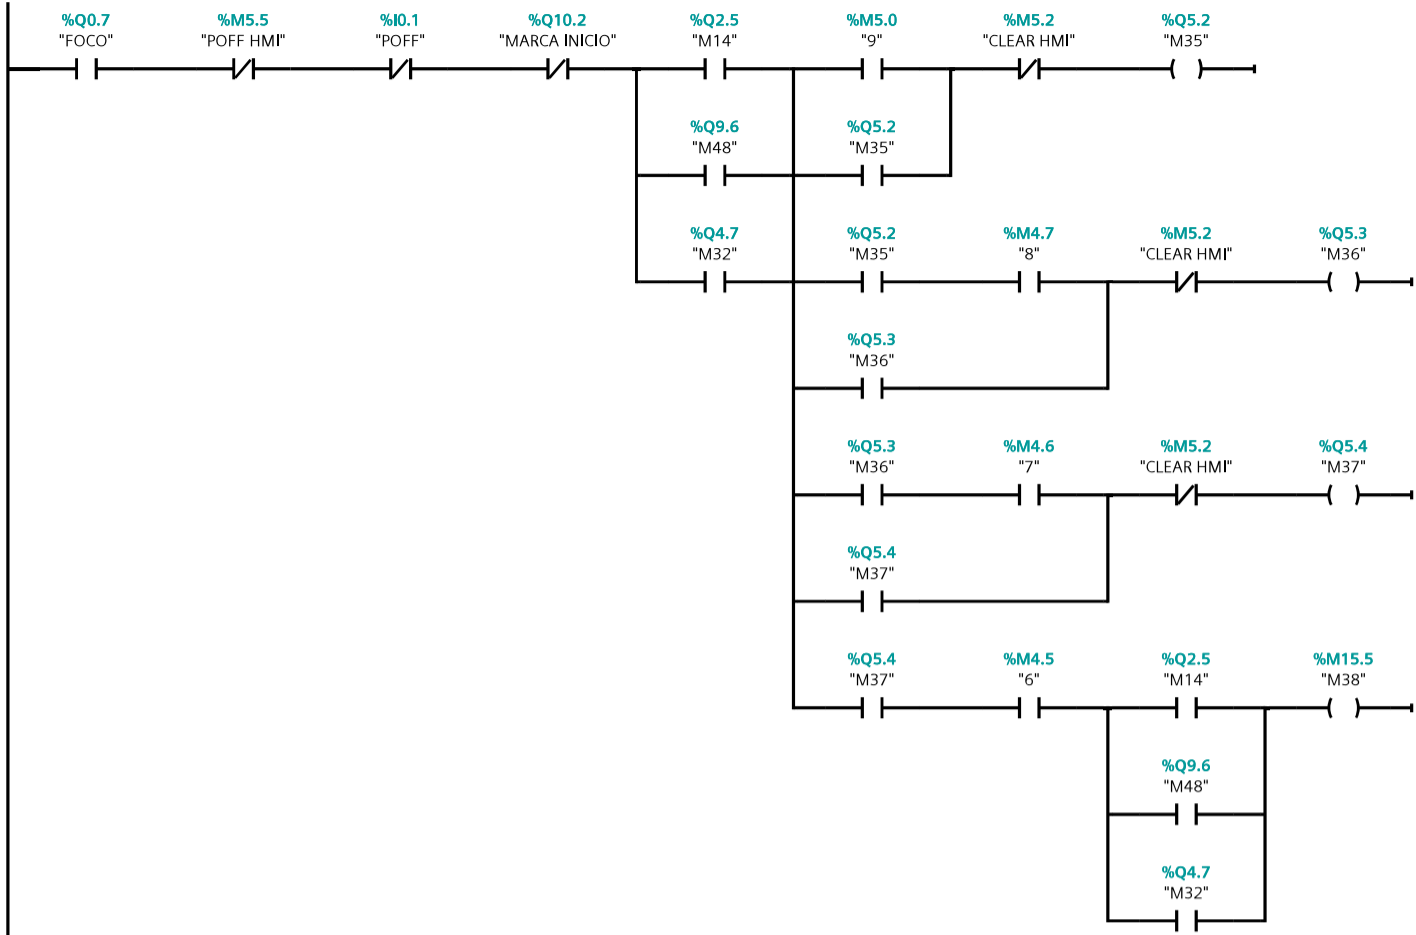 %Q0.7 %M5.5 %I0.1 %Q10.2 %Q2.5 %M5.0 %M5.2 %Q5.2
"FOCO" "POFF HMI" "POFF" "MARCA INICIO" "M14" "9" "CLEAR HMI" "M35"
%Q9.6 %Q5.2
"M48" "M35"
%Q4.7 %Q5.2 %M4.7 %M5.2 %Q5.3
"M32" "M35" "8" "CLEAR HMI" "M36"
%Q5.3
"M36"
%Q5.3 %M4.6 %M5.2 %Q5.4
"M36" "7" "CLEAR HMI" "M37"
%Q5.4
"M37"
%Q5.4 %M4.5 %Q2.5 %M15.5
"M37" "6" "M14" "M38"
%Q9.6
"M48"
%Q4.7
"M32"